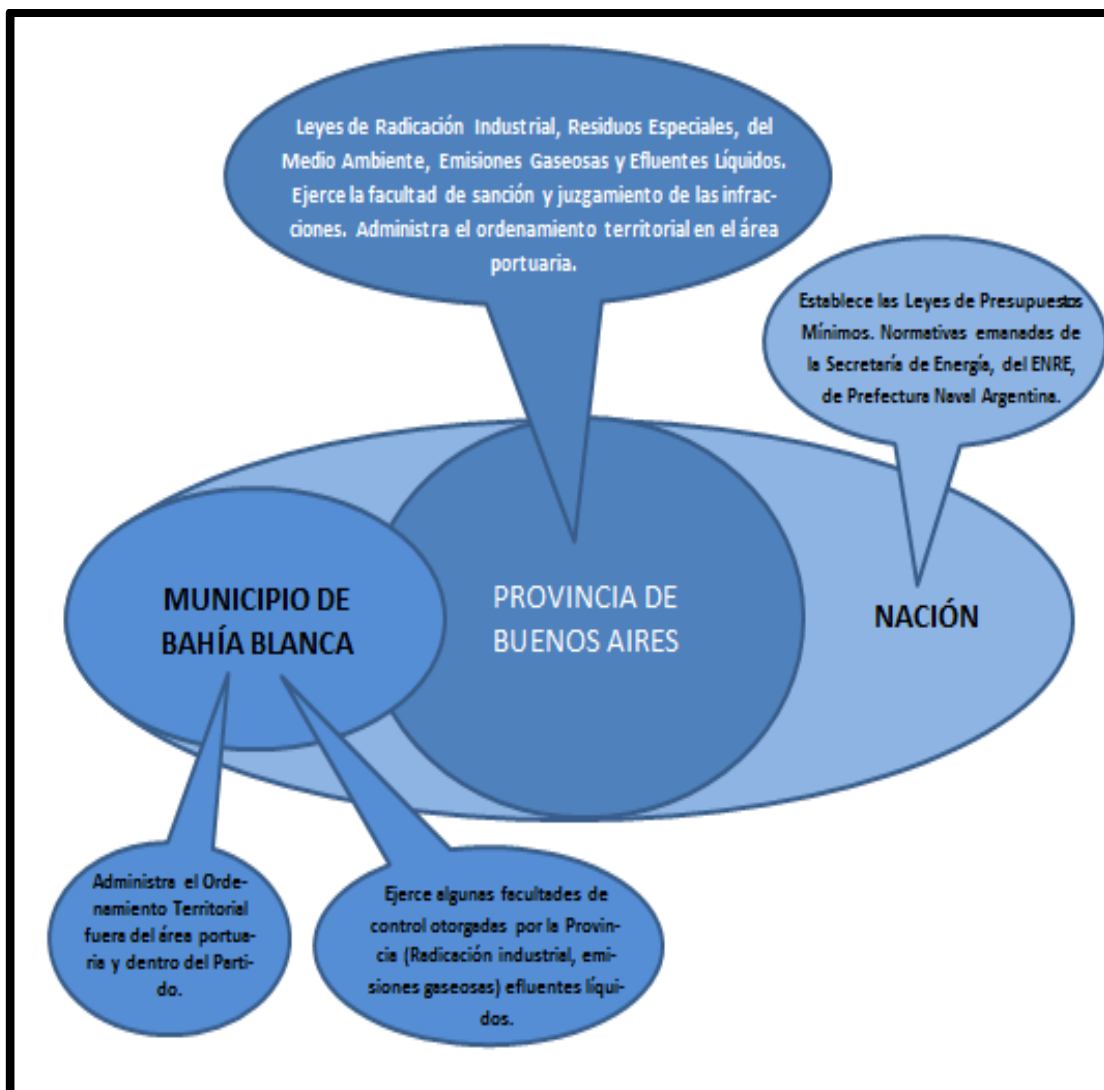 Leyes de Radicación Industrial, Residuos Especiales, del
Medio Ambiente, Emisiones Gaseosas y Efluentes Líquidos.
Ejerce la facultad de sanción y juzgamiento de las infrac-
ciones. Administra el ordenamiento territorial en el área
portuaria.
Establece las Leyes de Presupuestos
Mínimos. Normativas emanadas de
la Secretaría de Energía, del ENRE,
de Prefectura Naval Argentina.
MUNICIPIO DE
BAHÍA BLANCA
PROVINCIA DE
BUENOS AIRES
NACIÓN
Administra el Orde-
namiento Territorial
fuera del área portua-
ria y dentro del Parti-
do.
Ejerce algunas facultades de
control otorgadas por la Provin-
cia (Radicación industrial, emi-
siones gaseosas) efluentes líqui-
dos.